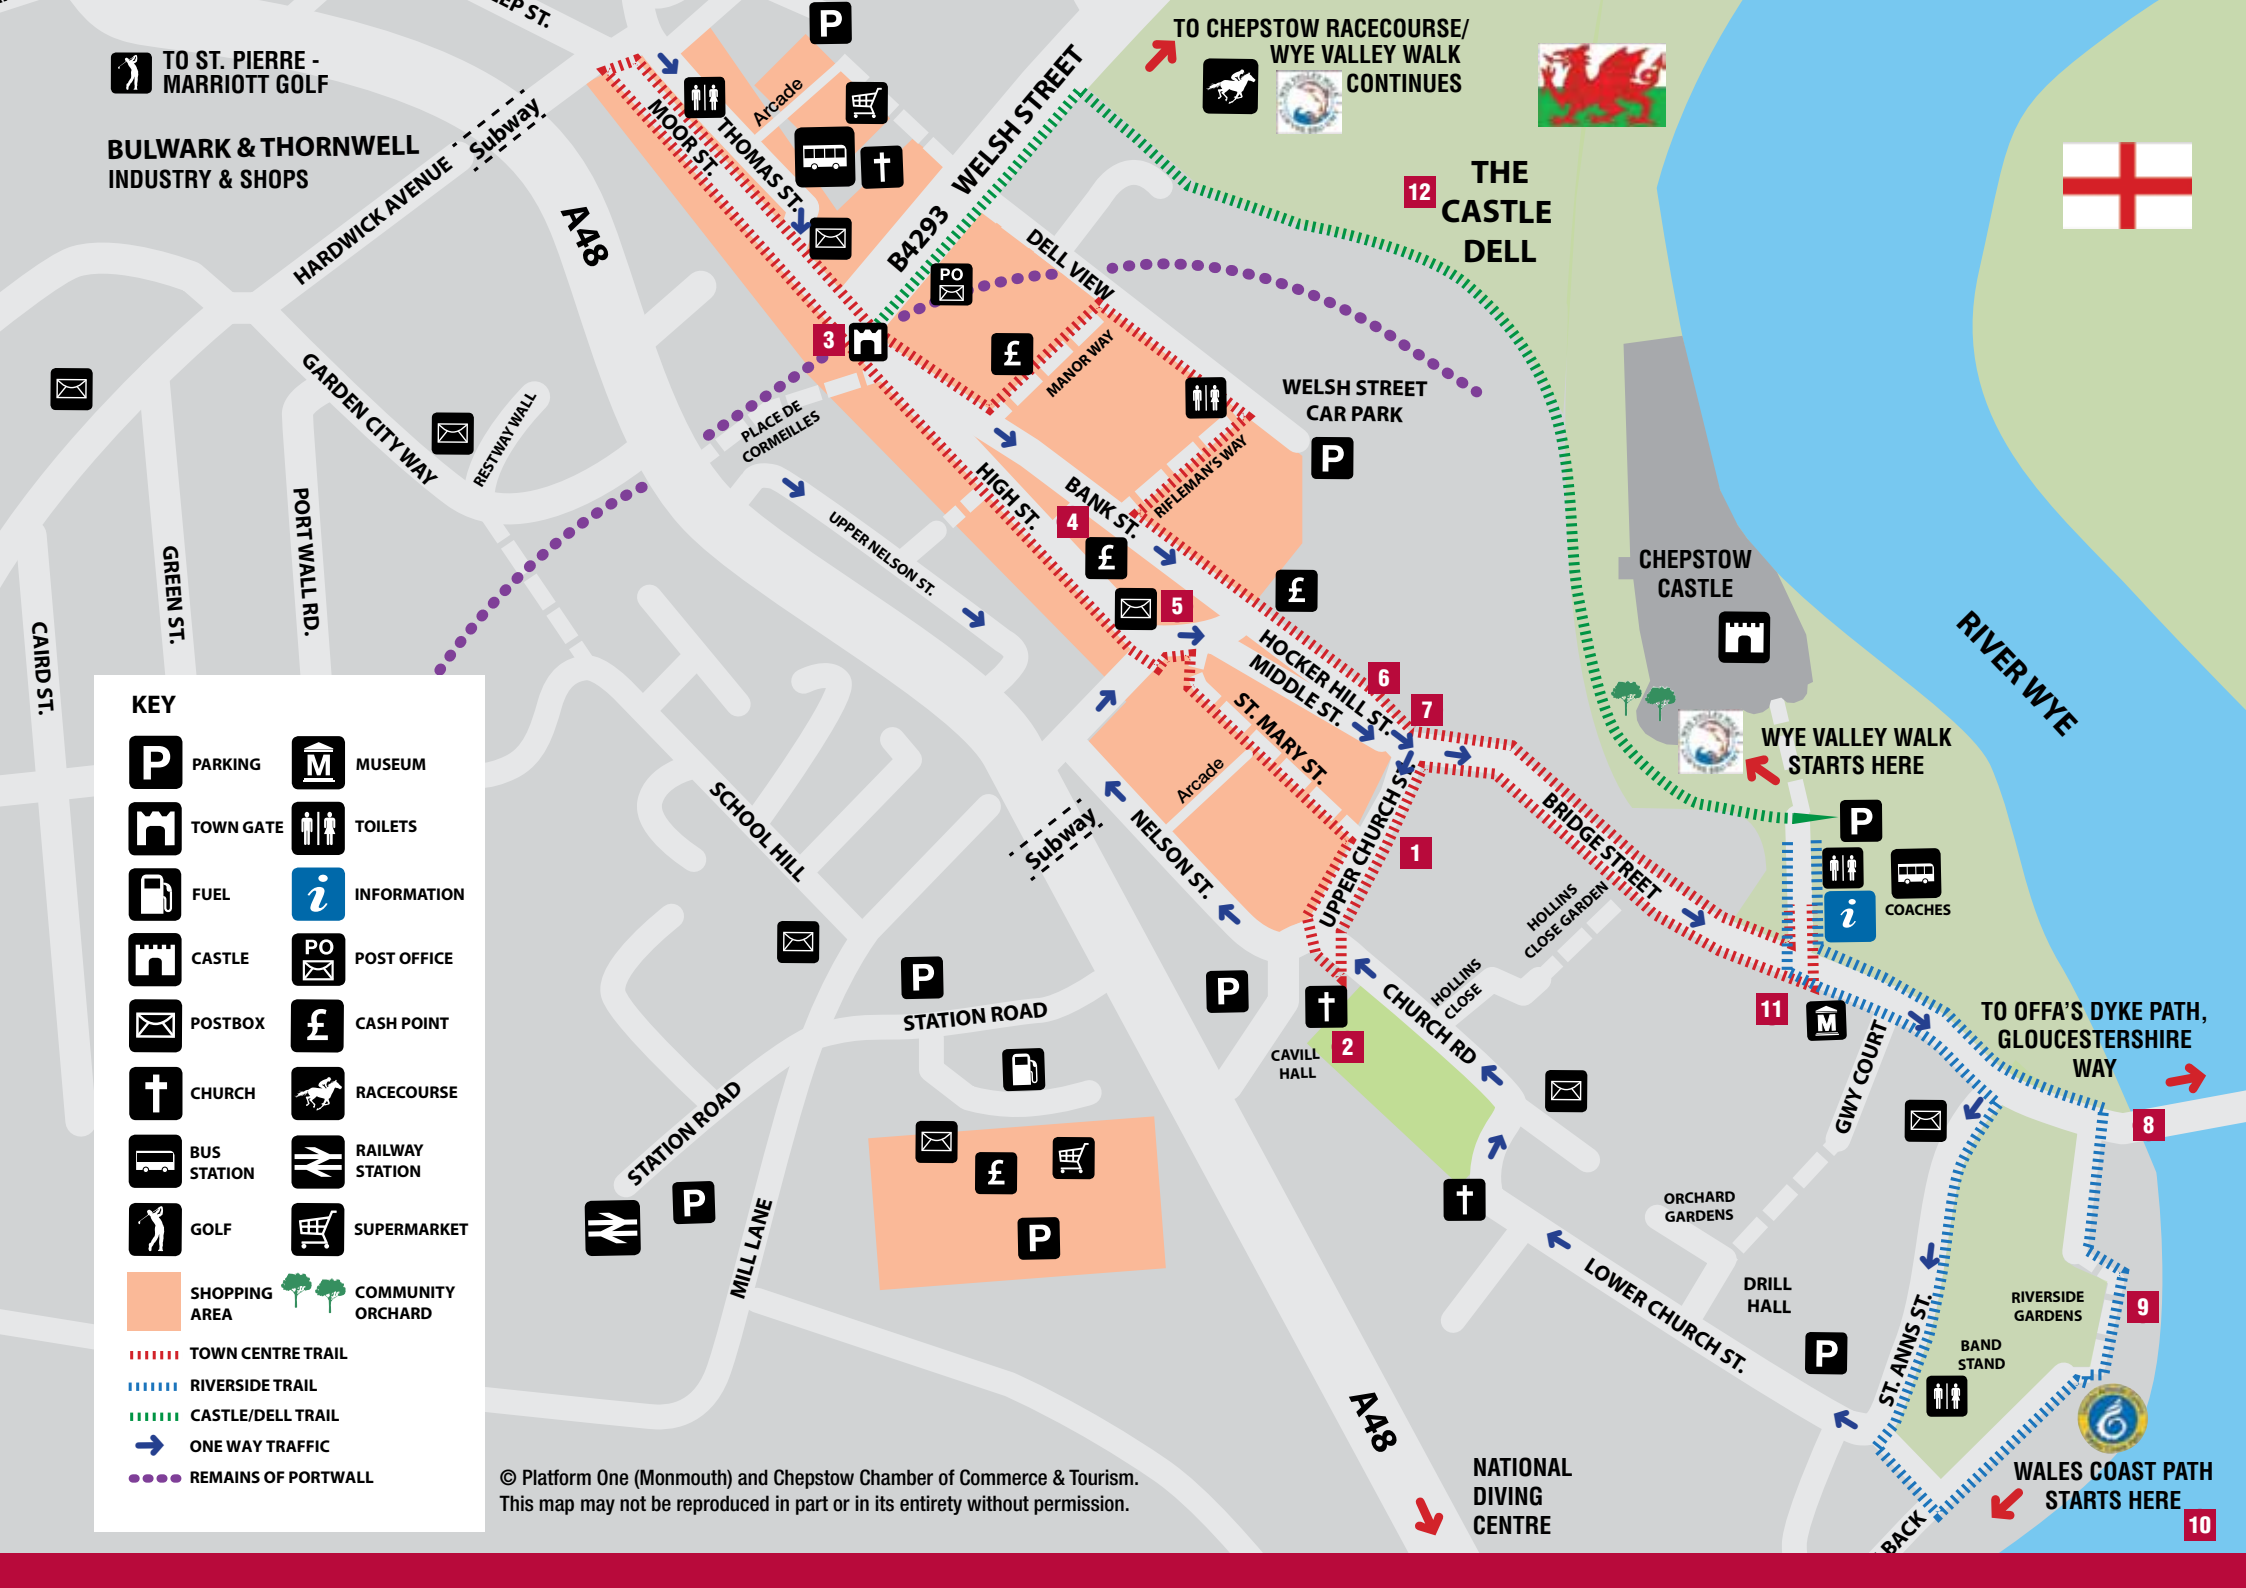 EP ST.
P
TO ST. PIERRE -
MARRIOTT GOLF
BULWARK & THORNWELL
INDUSTRY & SHOPS
HARDWICK AVENUE
Subway
A48
MOOR ST.
THOMAS ST.
Arcade
B4293 WELSH STREET
TO CHEPSTOW RACECOURSE/
WYE VALLEY WALK
CONTINUES
12
THE
CASTLE
DELL
DELL VIEW
PO
3
£
MANOR WAY
WELSH STREET
CAR PARK
P
PLACE DE
CORMEILLES
GARDEN CITY WAY
RESTWAY WALL
PORT WALL RD.
GREEN ST.
CAIRD ST.
UPPER NELSON ST.
HIGH ST.
BANK ST.
RIFLEMAN'S WAY
4
£
5
£
CHEPSTOW
CASTLE
RIVER WYE
HOCKER HILL ST.
MIDDLE ST.
6
7
ST. MARY ST.
Arcade
UPPER CHURCH ST.
1
BRIDGE STREET
WYE VALLEY WALK
STARTS HERE
P
i
COACHES
SCHOOL HILL
Subway
NELSON ST.
HOLLINS
CLOSE GARDEN
HOLLINS
CLOSE
CHURCH RD
P
P
STATION ROAD
CAVILL
HALL
2
11
M
GWY COURT
TO OFFA'S DYKE PATH,
GLOUCESTERSHIRE
WAY
8
STATION ROAD
P
MILL LANE
£
P
ORCHARD
GARDENS
DRILL
HALL
LOWER CHURCH ST.
P
ST. ANNS ST.
RIVERSIDE
GARDENS
9
BAND
STAND
A48
NATIONAL
DIVING
CENTRE
WALES COAST PATH
STARTS HERE
10
BACK
KEY
P PARKING
M MUSEUM
TOWN GATE
TOILETS
FUEL
i INFORMATION
CASTLE
PO POST OFFICE
POSTBOX
£ CASH POINT
CHURCH
RACECOURSE
BUS
STATION
RAILWAY
STATION
GOLF
SUPERMARKET
SHOPPING
AREA
COMMUNITY
ORCHARD
TOWN CENTRE TRAIL
RIVERSIDE TRAIL
CASTLE/DELL TRAIL
ONE WAY TRAFFIC
REMAINS OF PORTWALL
© Platform One (Monmouth) and Chepstow Chamber of Commerce & Tourism.
This map may not be reproduced in part or in its entirety without permission.